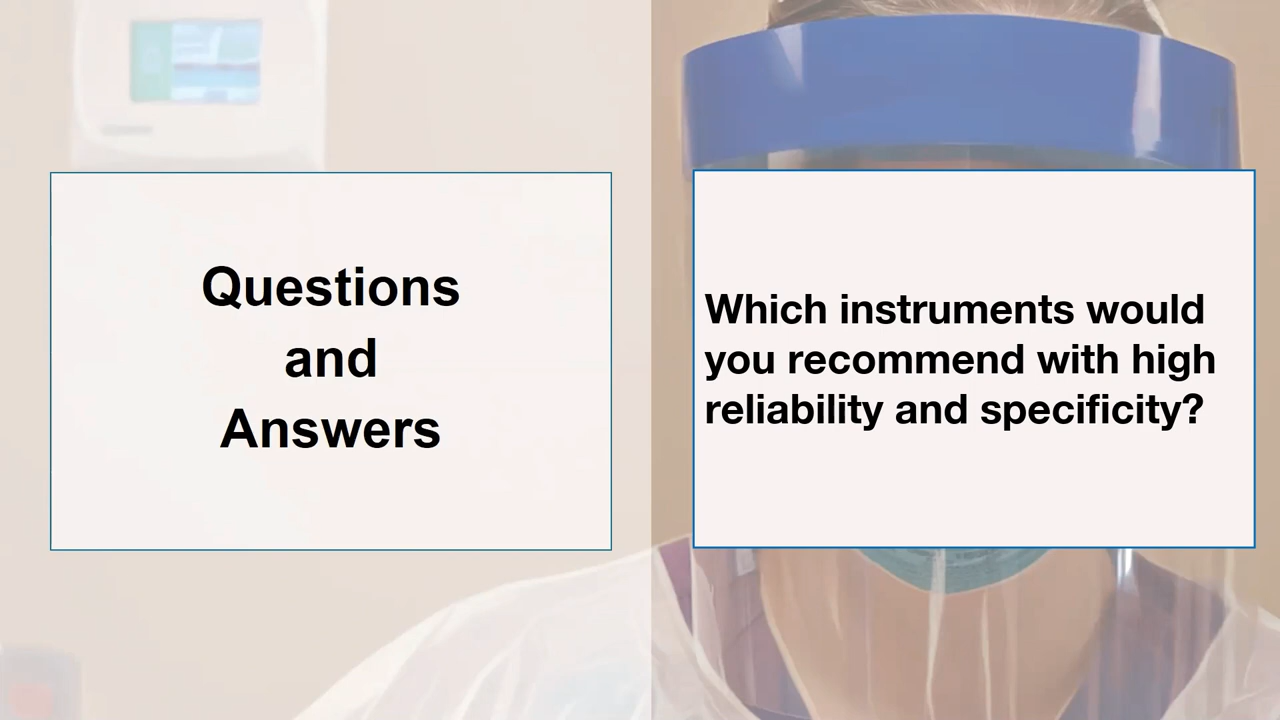 Questions
and
Answers
Which instruments would
you recommend with high
reliability and specificity?